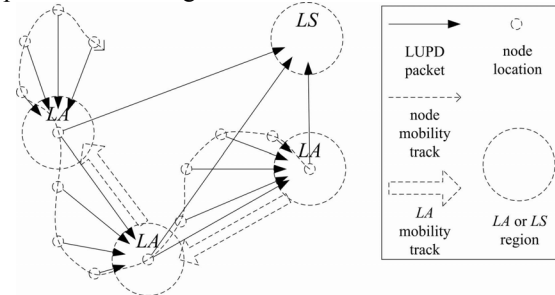 LS
LA
LA
LA
LUPD
packet
node
location
node
mobility
track
LA
mobility
track
LA or LS
region